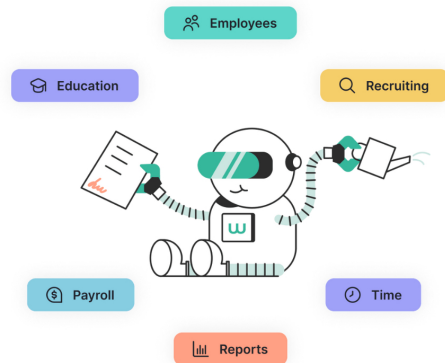 Employees
Education
Recruiting
w
Payroll
Time
Reports